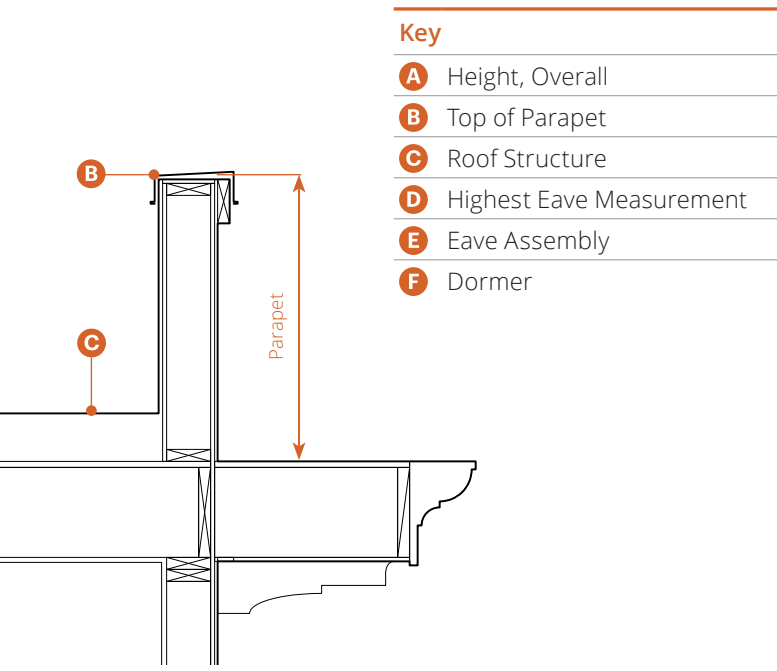 Key
A Height, Overall
B Top of Parapet
C Roof Structure
D Highest Eave Measurement
E Eave Assembly
F Dormer
B
Parapet
C